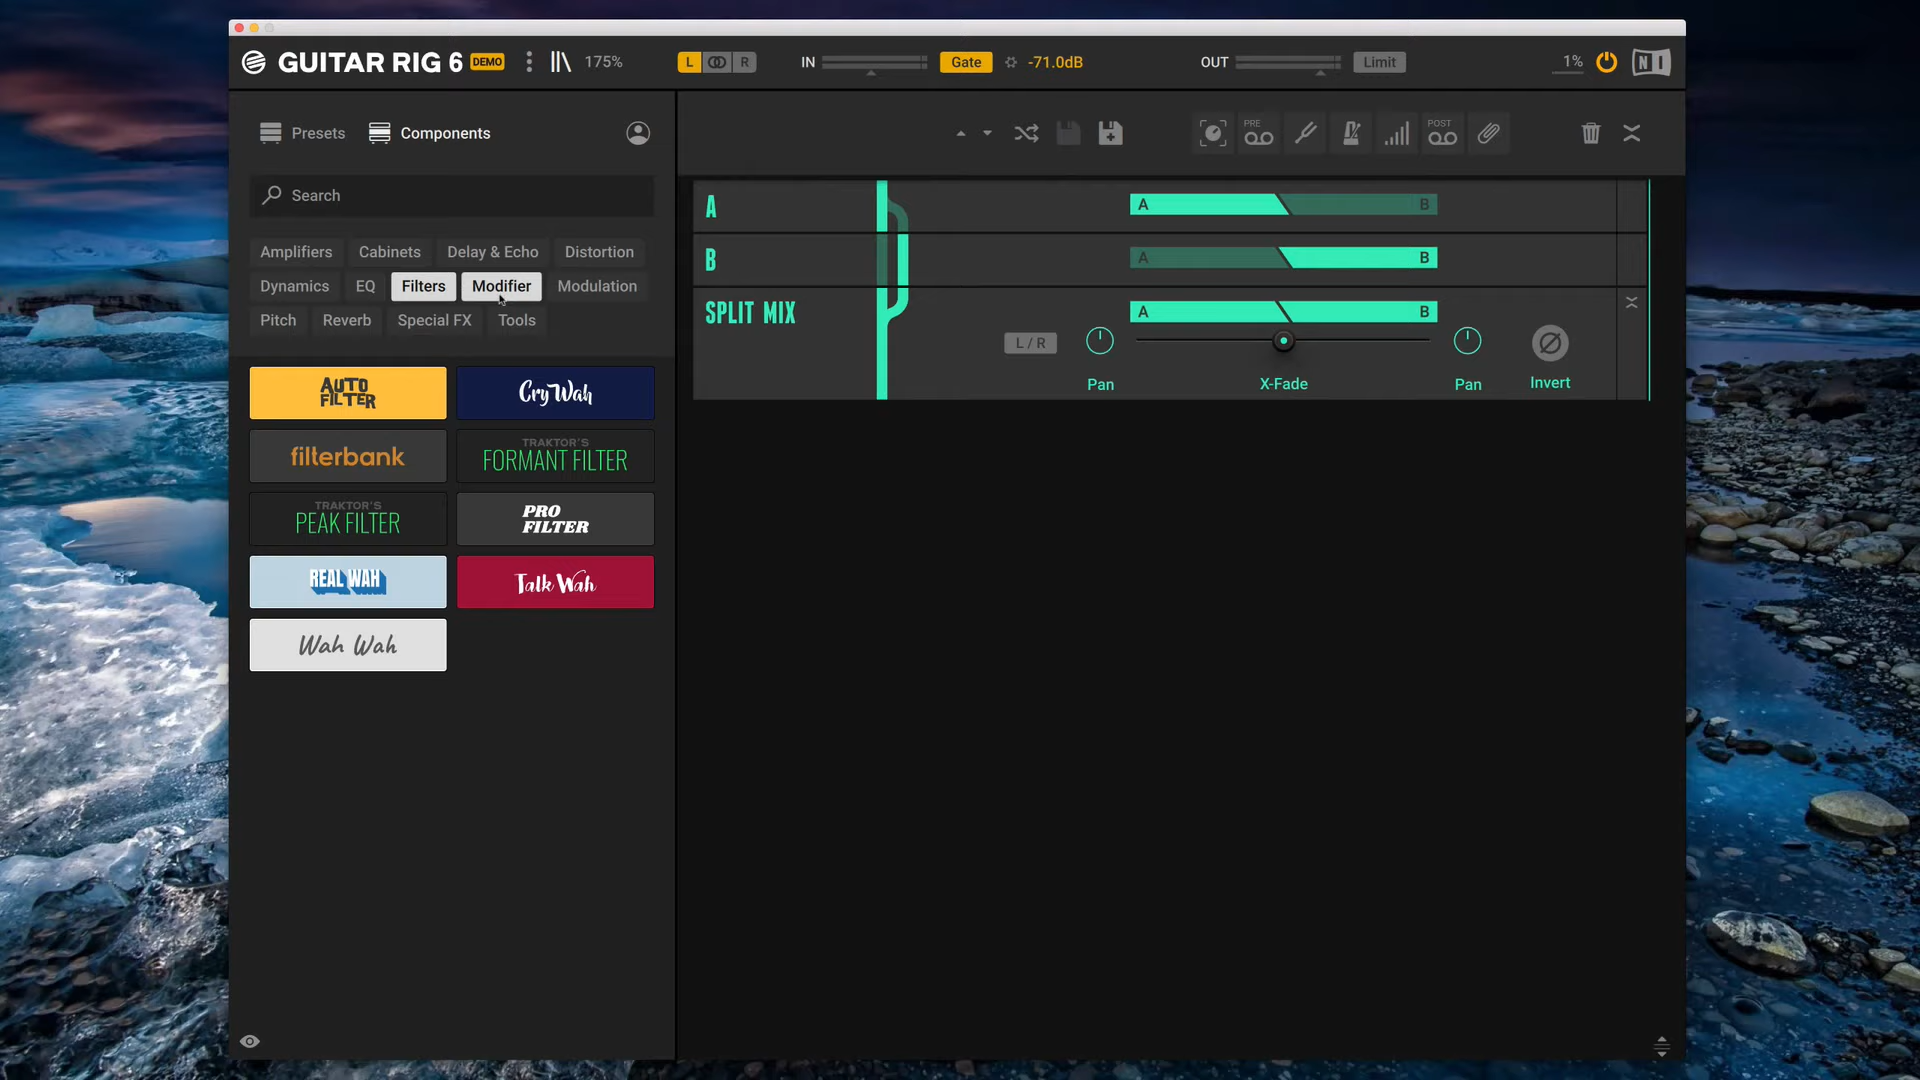 GUITAR RIG 6 DEMO 175% L R IN Gate -71.0dB OUT Limit 1% NI
Presets Components PRE POST
Search
Amplifiers Cabinets Delay & Echo Distortion
Dynamics EQ Filters Modifier Modulation
Pitch Reverb Special FX Tools
AUTO FILTER
CryWah
filterbank
TRAKTOR'S
FORMANT FILTER
TRAKTOR'S
PEAK FILTER
PRO
FILTER
REAL WAH
Talk Wah
Wah Wah
A A B
B A B
SPLIT MIX A B
L / R
Pan X-Fade Pan Invert